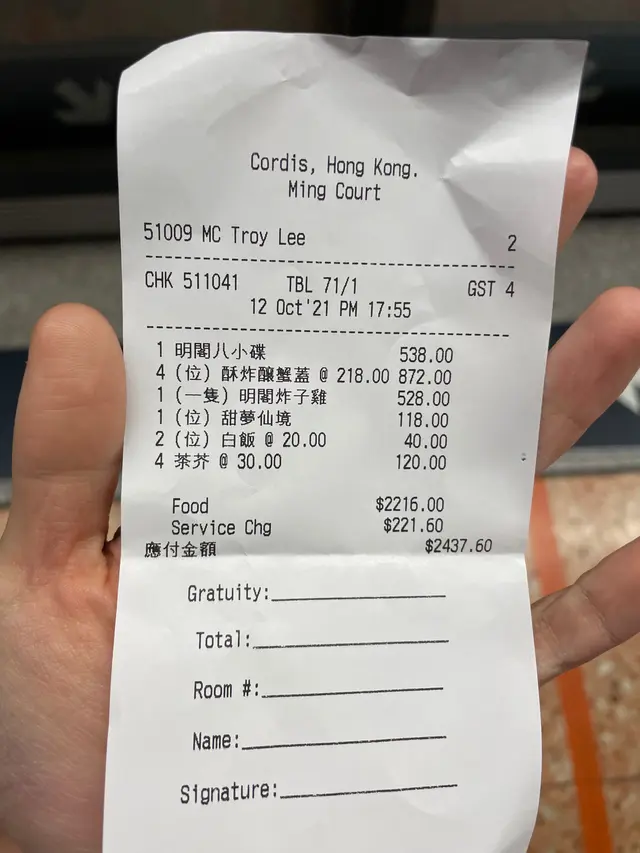 Cordis, Hong Kong.
Ming Court
51009 MC Troy Lee 2
CHK 511041 TBL 71/1 GST 4
12 Oct'21 PM 17:55
1 明閣八小碟 538.00
4 (位) 酥炸釀蟹蓋 @ 218.00 872.00
1 (一隻) 明閣炸子雞 528.00
1 (位) 甜夢仙境 118.00
2 (位) 白飯 @ 20.00 40.00
4 茶芥 @ 30.00 120.00
Food $2216.00
Service Chg $221.60
應付金額 $2437.60
Gratuity:
Total:
Room #:
Name:
Signature: